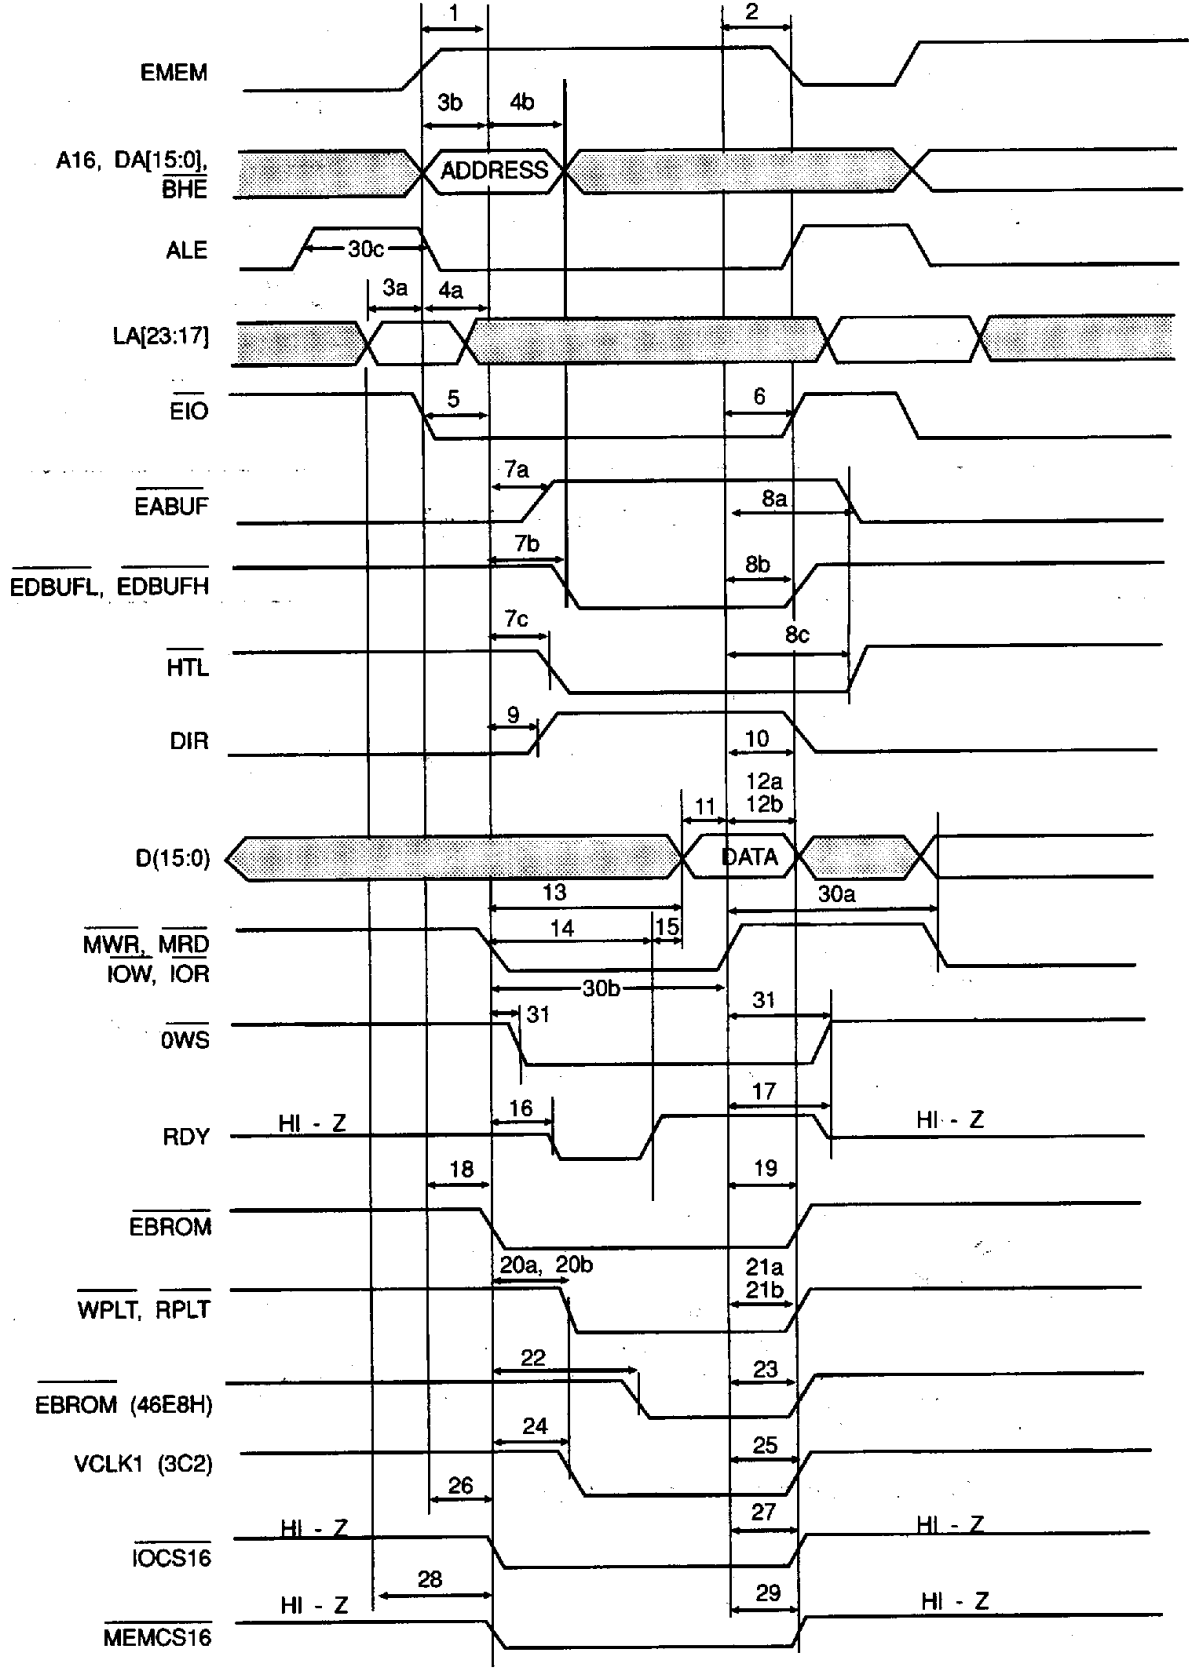 1
2
EMEM
3b
4b
A16, DA[15:0],
BHE
ADDRESS
ALE
30c
3a
4a
LA[23:17]
EIO
5
6
7a
EABUF
8a
7b
EDBUFL, EDBUFH
8b
7c
8c
HTL
9
DIR
10
12a
11
12b
D(15:0)
DATA
13
30a
14
15
MWR, MRD
IOW, IOR
30b
31
31
0WS
16
17
RDY
HI - Z
HI - Z
18
19
EBROM
20a, 20b
21a
21b
WPLT, RPLT
22
23
EBROM (46E8H)
24
25
VCLK1 (3C2)
26
27
HI - Z
HI - Z
IOCS16
28
29
HI - Z
HI - Z
MEMCS16